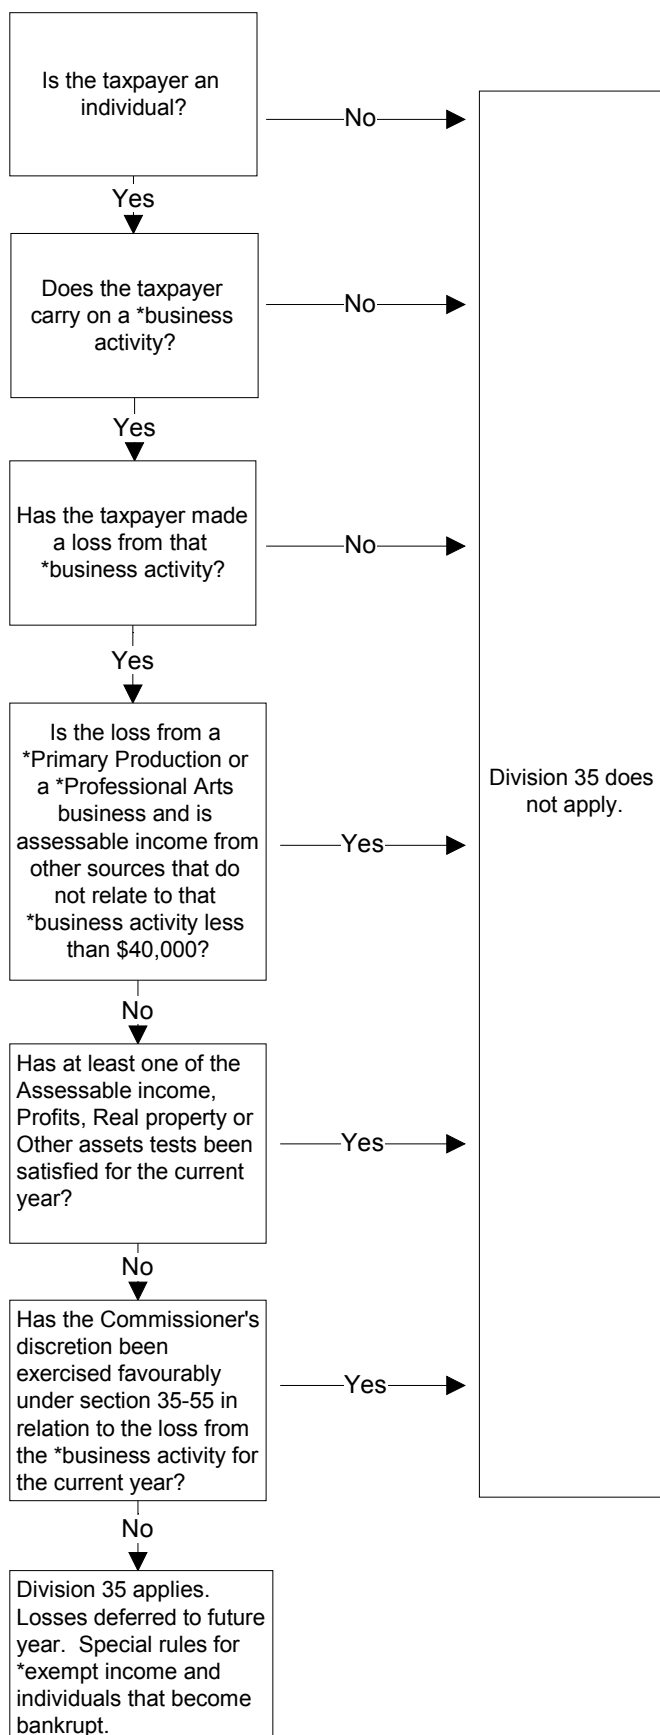 Is the taxpayer an
individual?
No
Yes
Does the taxpayer
carry on a *business
activity?
No
Yes
Has the taxpayer made
a loss from that
*business activity?
No
Yes
Is the loss from a
*Primary Production or
a *Professional Arts
business and is
assessable income from
other sources that do
not relate to that
*business activity less
than $40,000?
Yes
Division 35 does
not apply.
No
Has at least one of the
Assessable income,
Profits, Real property or
Other assets tests been
satisfied for the current
year?
Yes
No
Has the Commissioner's
discretion been
exercised favourably
under section 35-55 in
relation to the loss from
the *business activity for
the current year?
Yes
No
Division 35 applies.
Losses deferred to future
year.  Special rules for
*exempt income and
individuals that become
bankrupt.